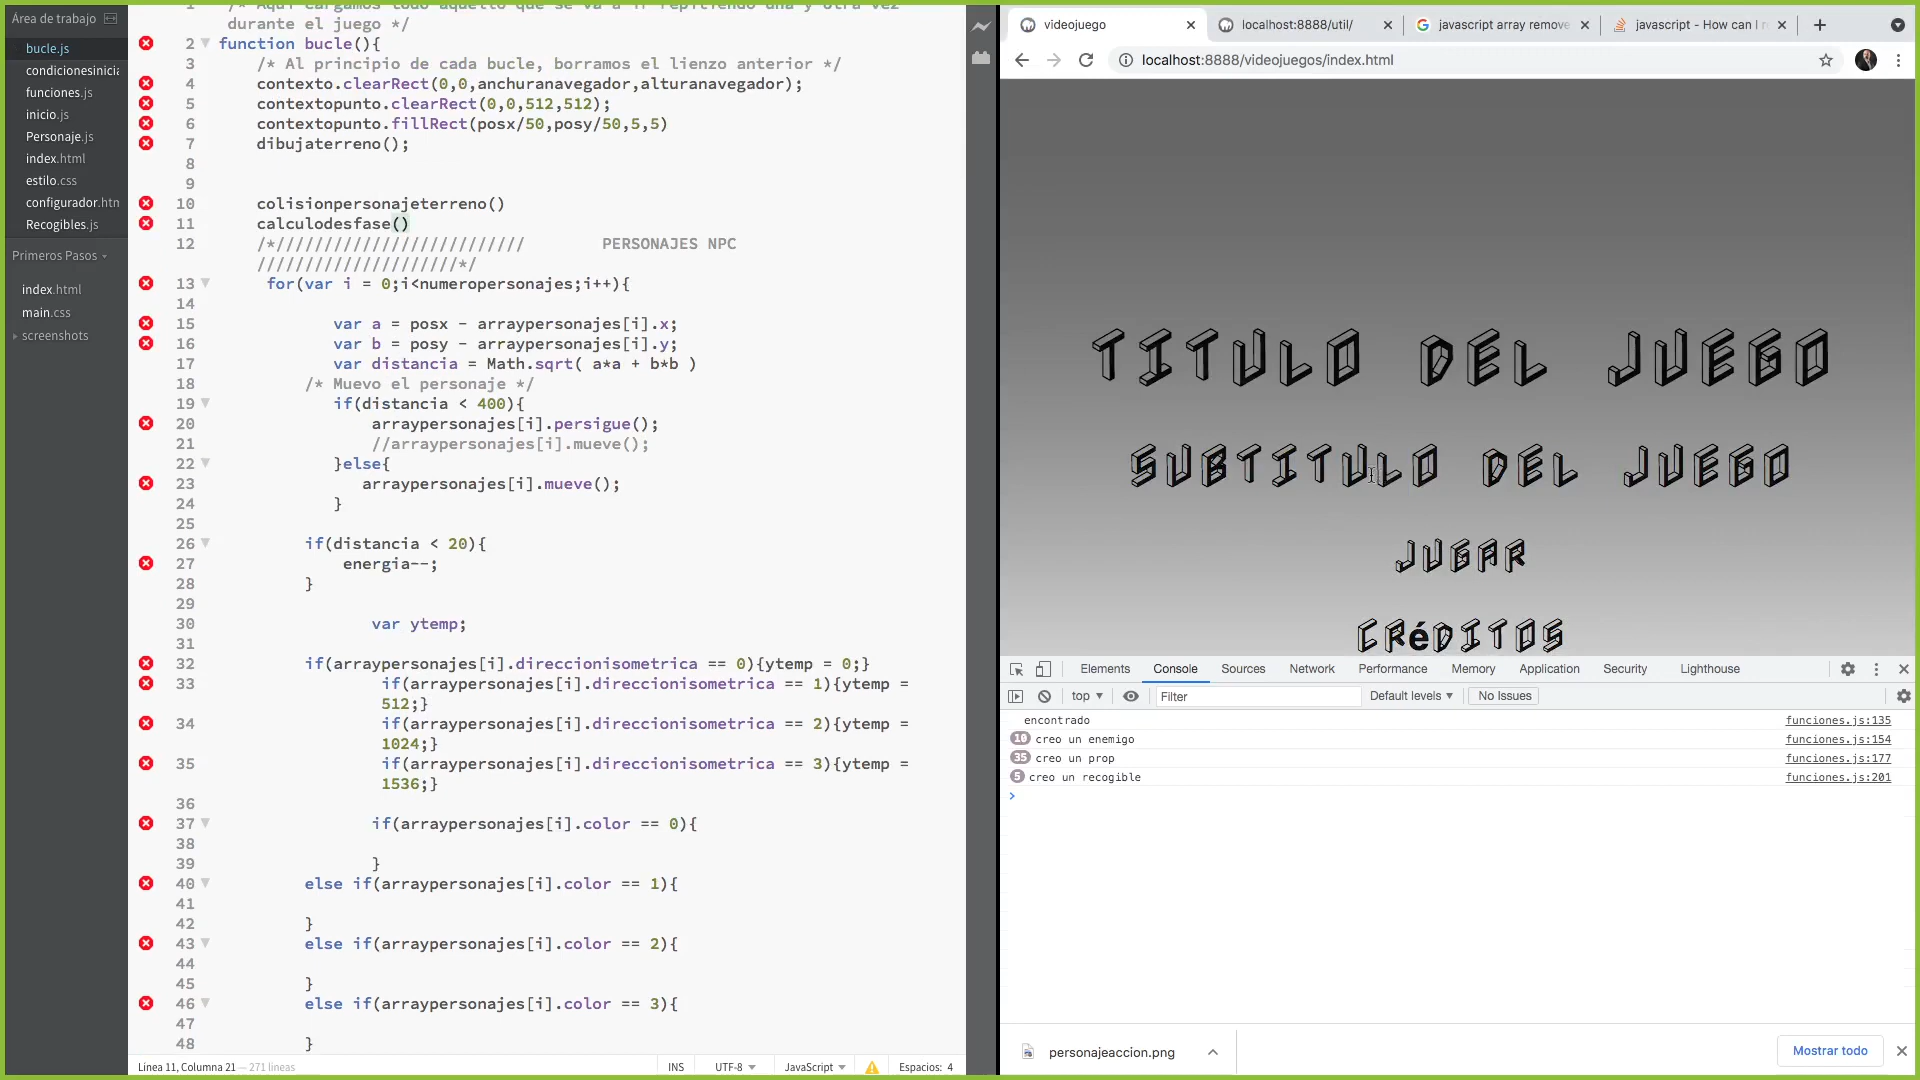 Área de trabajo
bucle.js
condicionesinicia
funciones.js
inicio.js
Personaje.js
index.html
estilo.css
configurador.htm
Recogibles.js
Primeros Pasos
index.html
main.css
screenshots
1 /* Aquí cargamos todo aquello que se va a ir repitiendo una y otra vez
durante el juego */
2 function bucle(){
3 /* Al principio de cada bucle, borramos el lienzo anterior */
4 contexto.clearRect(0,0,anchuranavegador,alturanavegador);
5 contextopunto.clearRect(0,0,512,512);
6 contextopunto.fillRect(posx/50,posy/50,5,5)
7 dibujaterreno();
8
9
10 colisionpersonajeterreno()
11 calculodesfase()
12 /*////////////////////////// PERSONAJES NPC
/////////////////////*/
13 for(var i = 0;i<numeropersonajes;i++){
14
15 var a = posx - arraypersonajes[i].x;
16 var b = posy - arraypersonajes[i].y;
17 var distancia = Math.sqrt( a*a + b*b )
18 /* Muevo el personaje */
19 if(distancia < 400){
20 arraypersonajes[i].persigue();
21 //arraypersonajes[i].mueve();
22 }else{
23 arraypersonajes[i].mueve();
24 }
25
26 if(distancia < 20){
27 energia--;
28 }
29
30 var ytemp;
31
32 if(arraypersonajes[i].direccionisometrica == 0){ytemp = 0;}
33 if(arraypersonajes[i].direccionisometrica == 1){ytemp =
512;}
34 if(arraypersonajes[i].direccionisometrica == 2){ytemp =
1024;}
35 if(arraypersonajes[i].direccionisometrica == 3){ytemp =
1536;}
36
37 if(arraypersonajes[i].color == 0){
38
39 }
40 else if(arraypersonajes[i].color == 1){
41
42 }
43 else if(arraypersonajes[i].color == 2){
44
45 }
46 else if(arraypersonajes[i].color == 3){
47
48 }
Línea 11, Columna 21 — 271 líneas
INS UTF-8 JavaScript Espacios: 4
videojuego
localhost:8888/util/
javascript array remove
javascript - How can I r
localhost:8888/videojuegos/index.html
TITULO DEL JUEGO
SUBTITULO DEL JUEGO
JUGAR
CRéDITOS
Elements Console Sources Network Performance Memory Application Security Lighthouse
top Filter Default levels No Issues
encontrado funciones.js:135
10 creo un enemigo funciones.js:154
35 creo un prop funciones.js:177
5 creo un recogible funciones.js:201
personajeaccion.png
Mostrar todo